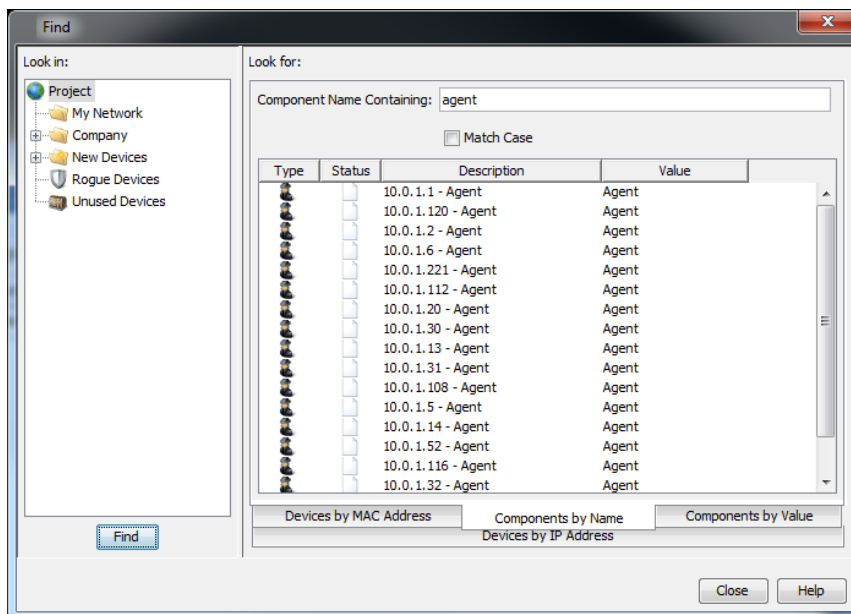 Find
Look in:
Project
My Network
Company
New Devices
Rogue Devices
Unused Devices
Find
Look for:
Component Name Containing: agent
Match Case
Type Status Description Value
10.0.1.1 - Agent Agent
10.0.1.120 - Agent Agent
10.0.1.2 - Agent Agent
10.0.1.6 - Agent Agent
10.0.1.221 - Agent Agent
10.0.1.112 - Agent Agent
10.0.1.20 - Agent Agent
10.0.1.30 - Agent Agent
10.0.1.13 - Agent Agent
10.0.1.31 - Agent Agent
10.0.1.108 - Agent Agent
10.0.1.5 - Agent Agent
10.0.1.14 - Agent Agent
10.0.1.52 - Agent Agent
10.0.1.116 - Agent Agent
10.0.1.32 - Agent Agent
Devices by MAC Address Components by Name Components by Value
Devices by IP Address
Close Help